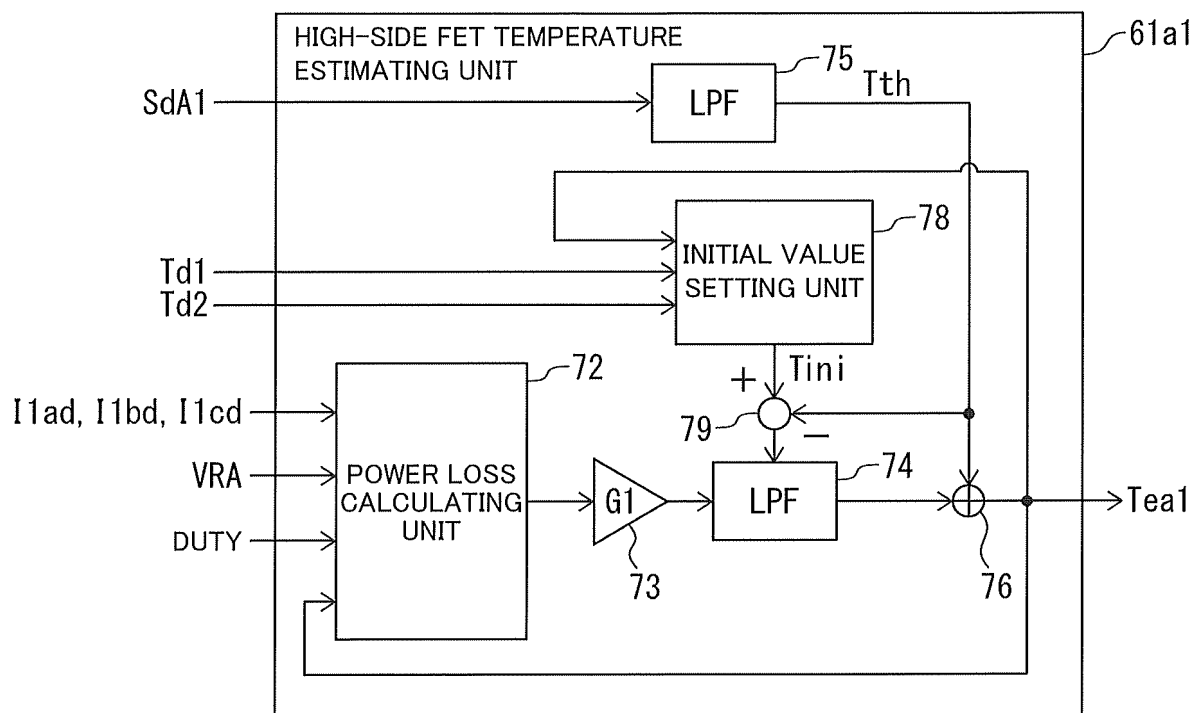 HIGH-SIDE FET TEMPERATURE
ESTIMATING UNIT
61a1
75
SdA1
LPF
Tth
78
INITIAL VALUE
SETTING UNIT
Td1
Td2
72
+
Tini
I1ad, I1bd, I1cd
79
−
74
VRA
POWER LOSS
CALCULATING
UNIT
G1
LPF
Tea1
DUTY
73
76